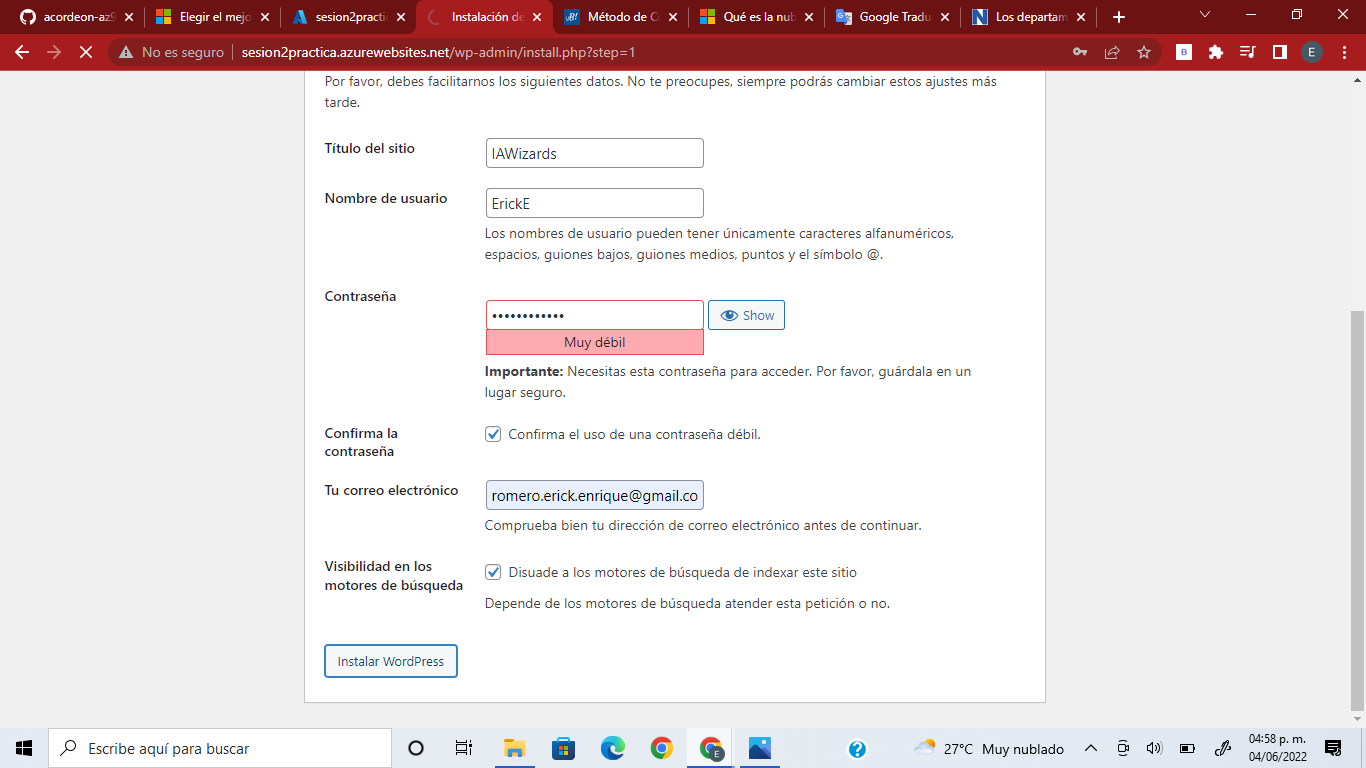 acordeon-az9
Elegir el mejo
sesion2practi
Instalación de
Método de C
Qué es la nub
Google Tradu
Los departam
No es seguro
sesion2practica.azurewebsites.net/wp-admin/install.php?step=1
Por favor, debes facilitarnos los siguientes datos. No te preocupes, siempre podrás cambiar estos ajustes más
tarde.
Título del sitio
IAWizards
Nombre de usuario
ErickE
Los nombres de usuario pueden tener únicamente caracteres alfanuméricos,
espacios, guiones bajos, guiones medios, puntos y el símbolo @.
Contraseña
••••••••••••
Show
Muy débil
Importante: Necesitas esta contraseña para acceder. Por favor, guárdala en un
lugar seguro.
Confirma la
contraseña
Confirma el uso de una contraseña débil.
Tu correo electrónico
romero.erick.enrique@gmail.co
Comprueba bien tu dirección de correo electrónico antes de continuar.
Visibilidad en los
motores de búsqueda
Disuade a los motores de búsqueda de indexar este sitio
Depende de los motores de búsqueda atender esta petición o no.
Instalar WordPress
Escribe aquí para buscar
27°C Muy nublado
04:58 p. m.
04/06/2022